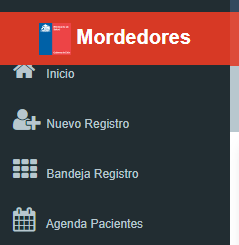 Mordedores
Inicio
Nuevo Registro
Bandeja Registro
Agenda Pacientes